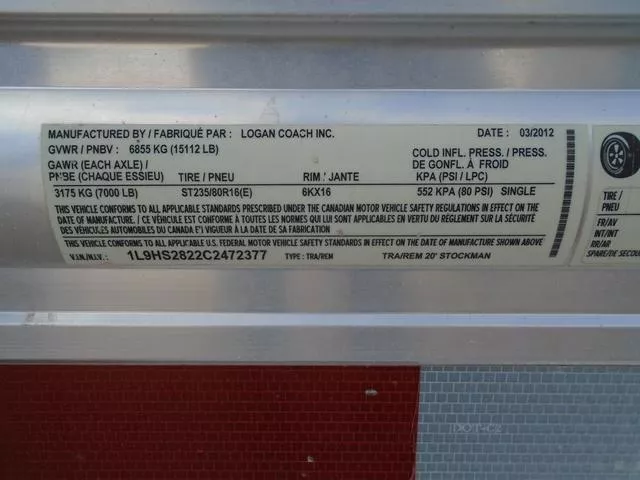 MANUFACTURED BY / FABRIQUÉ PAR : LOGAN COACH INC. DATE : 03/2012
GVWR / PNBV : 6855 KG (15112 LB) COLD INFL. PRESS. / PRESS.
GAWR (EACH AXLE) / DE GONFL. À FROID
PNBE (CHAQUE ESSIEU) TIRE / PNEU RIM / JANTE KPA (PSI / LPC)
3175 KG (7000 LB) ST235/80R16(E) 6KX16 552 KPA (80 PSI) SINGLE
THIS VEHICLE CONFORMS TO ALL APPLICABLE STANDARDS PRESCRIBED UNDER THE CANADIAN MOTOR VEHICLE SAFETY REGULATIONS IN EFFECT ON THE
DATE OF MANUFACTURE. / CE VÉHICULE EST CONFORME À TOUTES LES NORMES QUI LUI SONT APPLICABLES EN VERTU DU RÈGLEMENT SUR LA SÉCURITÉ
DES VÉHICULES AUTOMOBILES DU CANADA EN VIGUEUR À LA DATE DE SA FABRICATION
THIS VEHICLE CONFORMS TO ALL APPLICABLE U.S. FEDERAL MOTOR VEHICLE SAFETY STANDARDS IN EFFECT ON THE DATE OF MANUFACTURE SHOW ABOVE.
V.I.N./N.I.V.: 1L9HS2822C2472377 TYPE : TRA/REM TRA/REM 20' STOCKMAN
TIRE /
PNEU
FR/AV
INT/INT
RR/AR
SPARE/DE SECOU
DOT-C2